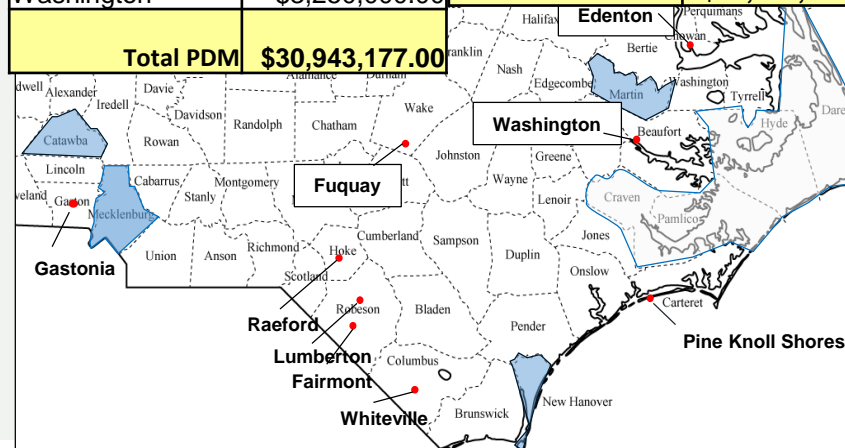 Washington
Total PDM $30,943,177.00
Halifax
Edenton
Perquimans
Chowan
Bertie
Nash
Edgecombe
Martin
Washington
Tyrrell
Dare
Alexander
Davie
Iredell
Davidson
Wake
Randolph
Chatham
Washington
Beaufort
Hyde
Catawba
Rowan
Johnston
Greene
Lincoln
Cabarrus
Stanly
Montgomery
Fuquay
Wayne
Lenoir
Craven
Gaston
Mecklenburg
Pamlico
Cumberland
Sampson
Jones
Gastonia
Union
Anson
Richmond
Hoke
Duplin
Onslow
Scotland
Raeford
Robeson
Bladen
Carteret
Pender
Lumberton
Pine Knoll Shores
Fairmont
Columbus
Whiteville
Brunswick
New Hanover